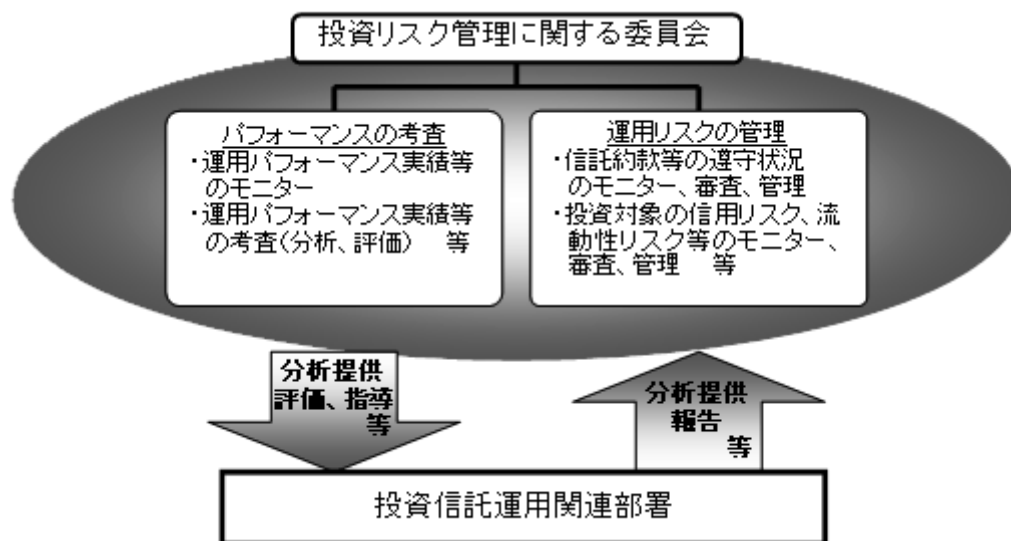 投資リスク管理に関する委員会
パフォーマンスの考査
・運用パフォーマンス実績等
のモニター
・運用パフォーマンス実績等
の考査(分析、評価) 等
運用リスクの管理
・信託約款等の遵守状況
のモニター、審査、管理
・投資対象の信用リスク、流
動性リスク等のモニター、
審査、管理 等
分析提供
評価、指導
等
分析提供
報告
等
投資信託運用関連部署